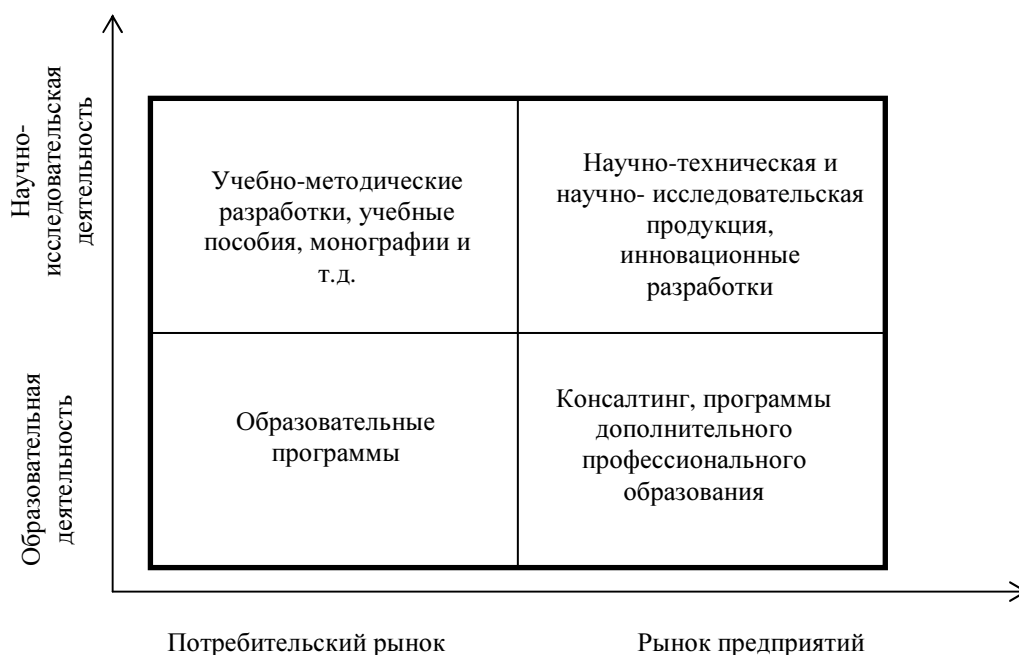 Научно-
исследовательская
деятельность
Учебно-методические
разработки, учебные
пособия, монографии и
т.д.
Научно-техническая и
научно- исследовательская
продукция,
инновационные
разработки
Образовательная
деятельность
Образовательные
программы
Консалтинг, программы
дополнительного
профессионального
образования
Потребительский рынок
Рынок предприятий